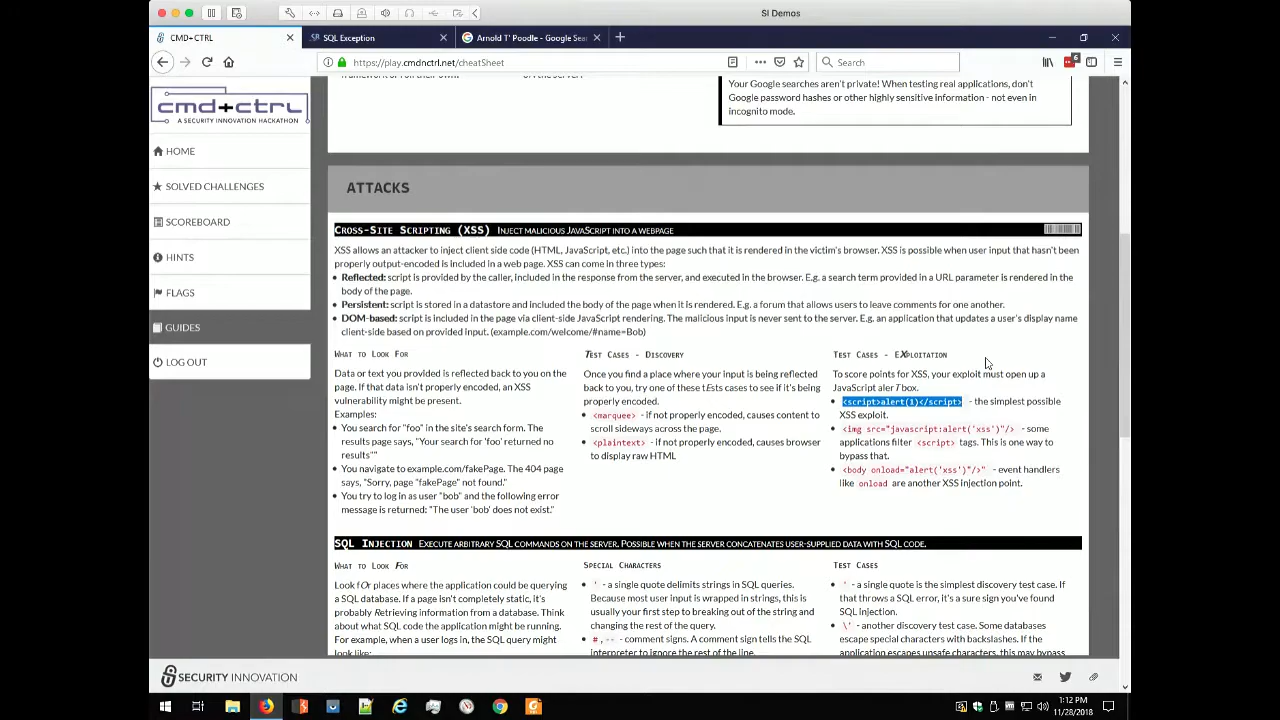 SI Demos
CMD+CTRL
SQL Exception
Arnold T' Poodle - Google Sea
https://play.cmdnctrl.net/cheatSheet
Search
6
cmd+ctrl
A SECURITY INNOVATION HACKATHON
HOME
SOLVED CHALLENGES
SCOREBOARD
HINTS
FLAGS
GUIDES
LOG OUT
Your Google searches aren't private! When testing real applications, don't
Google password hashes or other highly sensitive information - not even in
incognito mode.
ATTACKS
CROSS-SITE SCRIPTING (XSS) INJECT MALICIOUS JAVASCRIPT INTO A WEBPAGE
XSS allows an attacker to inject client side code (HTML, JavaScript, etc.) into the page such that it is rendered in the victim's browser. XSS is possible when user input that hasn't been
properly output-encoded is included in a web page. XSS can come in three types:
• Reflected: script is provided by the caller, included in the response from the server, and executed in the browser. E.g. a search term provided in a URL parameter is rendered in the
body of the page.
• Persistent: script is stored in a datastore and included the body of the page when it is rendered. E.g. a forum that allows users to leave comments for one another.
• DOM-based: script is included in the page via client-side JavaScript rendering. The malicious input is never sent to the server. E.g. an application that updates a user's display name
client-side based on provided input. (example.com/welcome/#name=Bob)
WHAT TO LOOK FOR
Data or text you provided is reflected back to you on the
page. If that data isn't properly encoded, an XSS
vulnerability might be present.
Examples:
• You search for "foo" in the site's search form. The
results page says, "Your search for 'foo' returned no
results""
• You navigate to example.com/fakePage. The 404 page
says, "Sorry, page "fakePage" not found."
• You try to log in as user "bob" and the following error
message is returned: "The user 'bob' does not exist."
TEST CASES - DISCOVERY
Once you find a place where your input is being reflected
back to you, try one of these tEsts cases to see if it's being
properly encoded.
• <marquee> - if not properly encoded, causes content to
scroll sideways across the page.
• <plaintext> - if not properly encoded, causes browser
to display raw HTML
TEST CASES - EXPLOITATION
To score points for XSS, your exploit must open up a
JavaScript alerT box.
• <script>alert(1)</script> - the simplest possible
XSS exploit.
• <img src="javascript:alert('xss')"/> - some
applications filter <script> tags. This is one way to
bypass that.
• <body onload="alert('xss')"/>" - event handlers
like onload are another XSS injection point.
SQL INJECTION EXECUTE ARBITRARY SQL COMMANDS ON THE SERVER. POSSIBLE WHEN THE SERVER CONCATENATES USER-SUPPLIED DATA WITH SQL CODE.
WHAT TO LOOK FOR
Look fOr places where the application could be querying
a SQL database. If a page isn't completely static, it's
probably Retrieving information from a database. Think
about what SQL code the application might be running.
For example, when a user logs in, the SQL query might
look like:
SPECIAL CHARACTERS
• ' - a single quote delimits strings in SQL queries.
Because most user input is wrapped in strings, this is
usually your first step to breaking out of the string and
changing the rest of the query.
• #,-- - comment signs. A comment sign tells the SQL
interpreter to ignore the rest of the line.
TEST CASES
• ' - a single quote is the simplest discovery test case. If
that throws a SQL error, it's a sure sign you've found
SQL injection.
• \' - another discovery test case. Some databases
escape special characters with backslashes. If the
application escapes unsafe characters, this may bypass
SECURITY INNOVATION
1:12 PM
11/28/2018